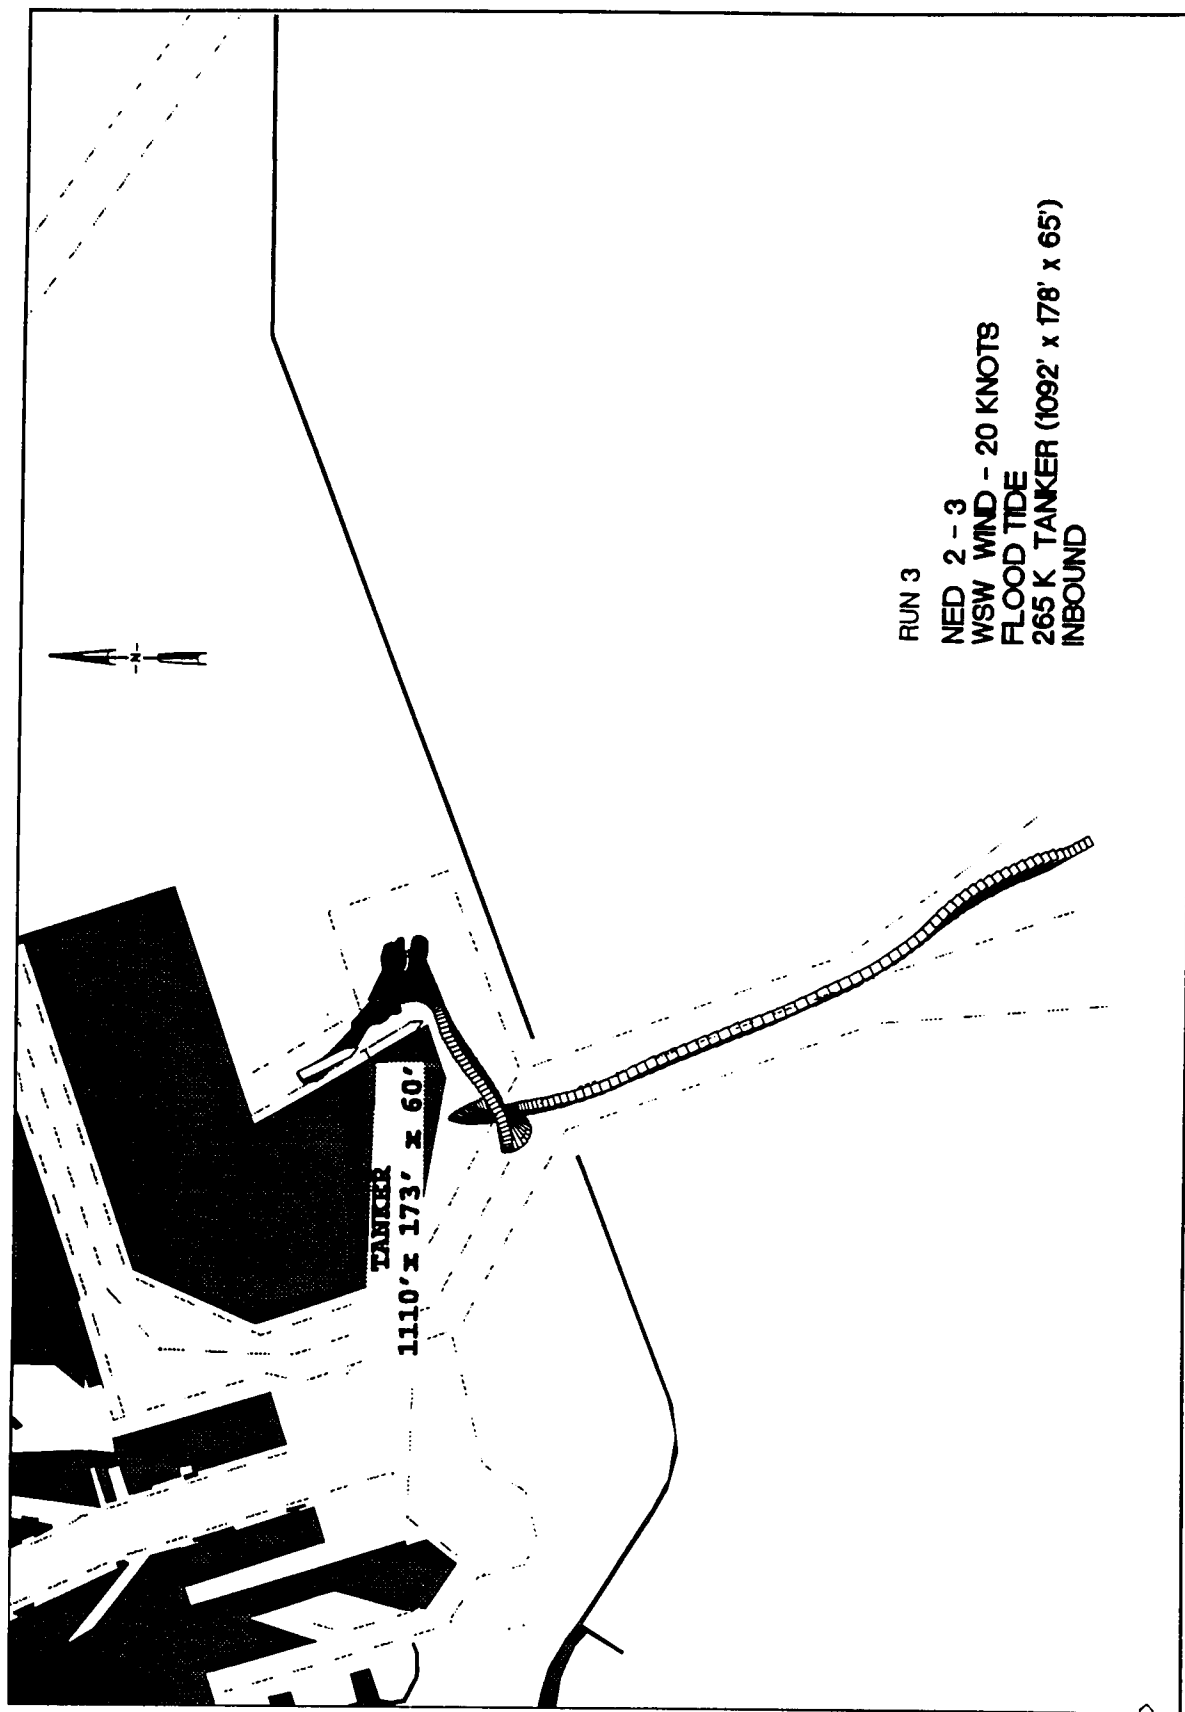 N
TANKER
1110'x 173' x 60'
RUN 3
NED 2 - 3
WSW WIND - 20 KNOTS
FLOOD TIDE
265 K TANKER (1092' x 178' x 65')
INBOUND